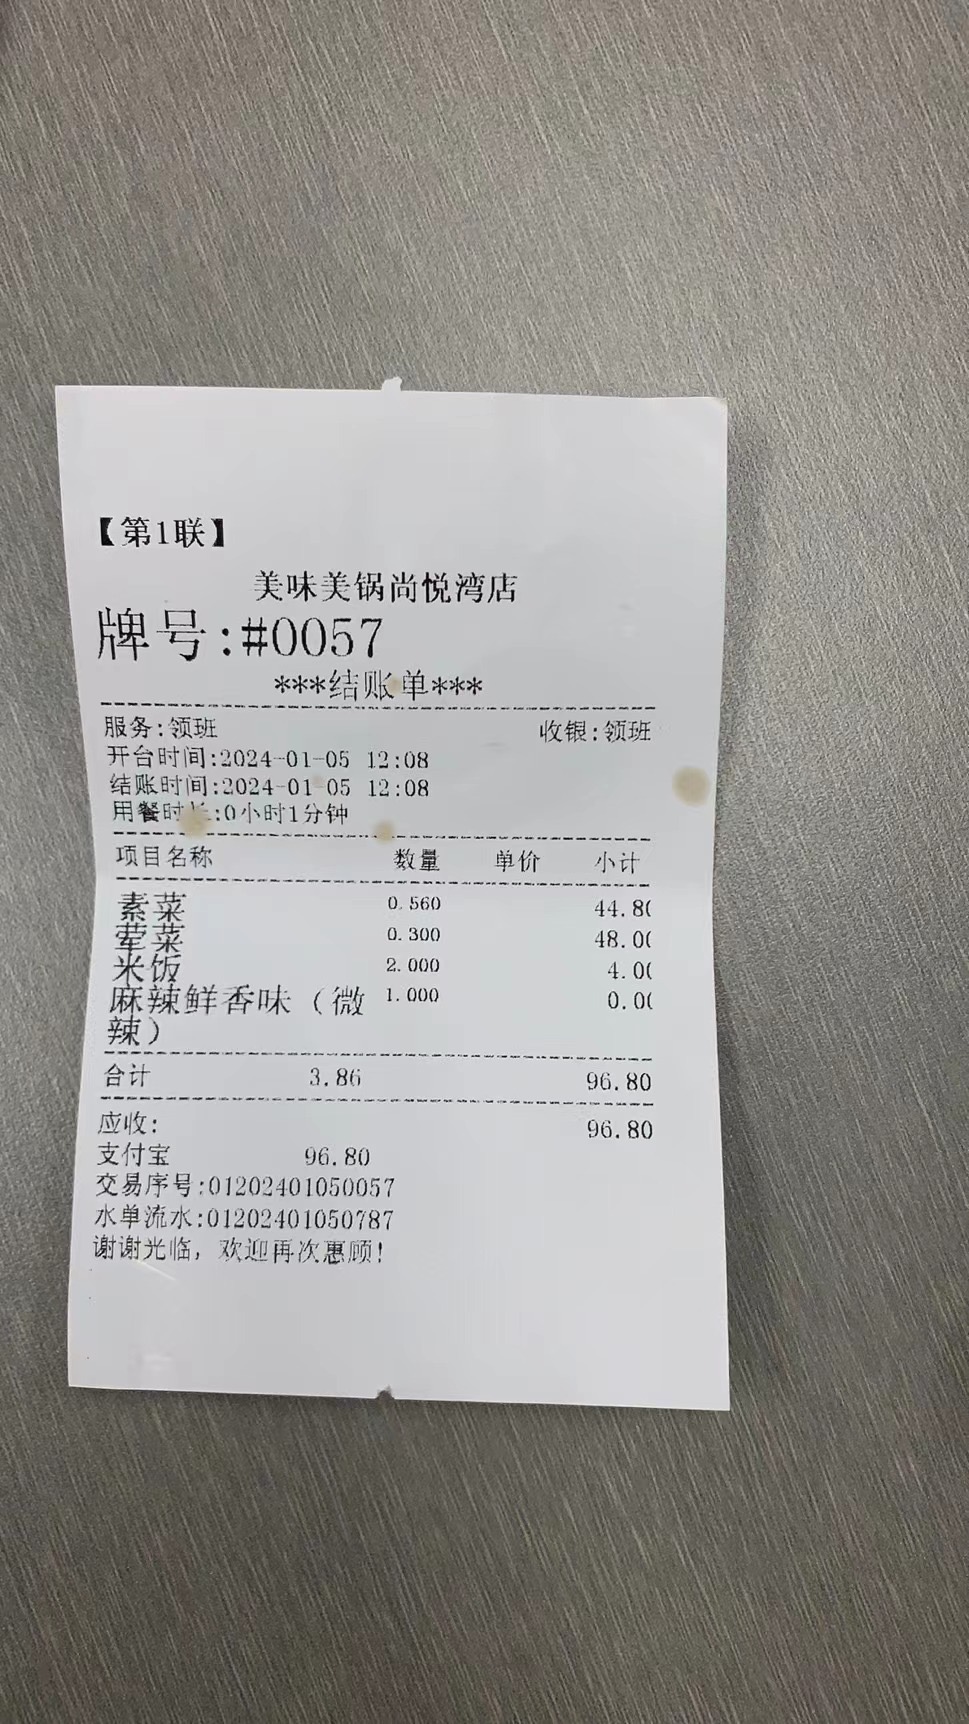 【第1联】
美味美锅尚悦湾店
牌号:#0057
***结账单***
服务:领班 收银:领班
开台时间:2024-01-05 12:08
结账时间:2024-01-05 12:08
用餐时长:0小时1分钟
项目名称 数量 单价 小计
素菜 0.560 44.80
荤菜 0.300 48.00
米饭 2.000 4.00
麻辣鲜香味（微 1.000 0.00
辣）
合计 3.86 96.80
应收: 96.80
支付宝 96.80
交易序号:01202401050057
水单流水:01202401050787
谢谢光临，欢迎再次惠顾!